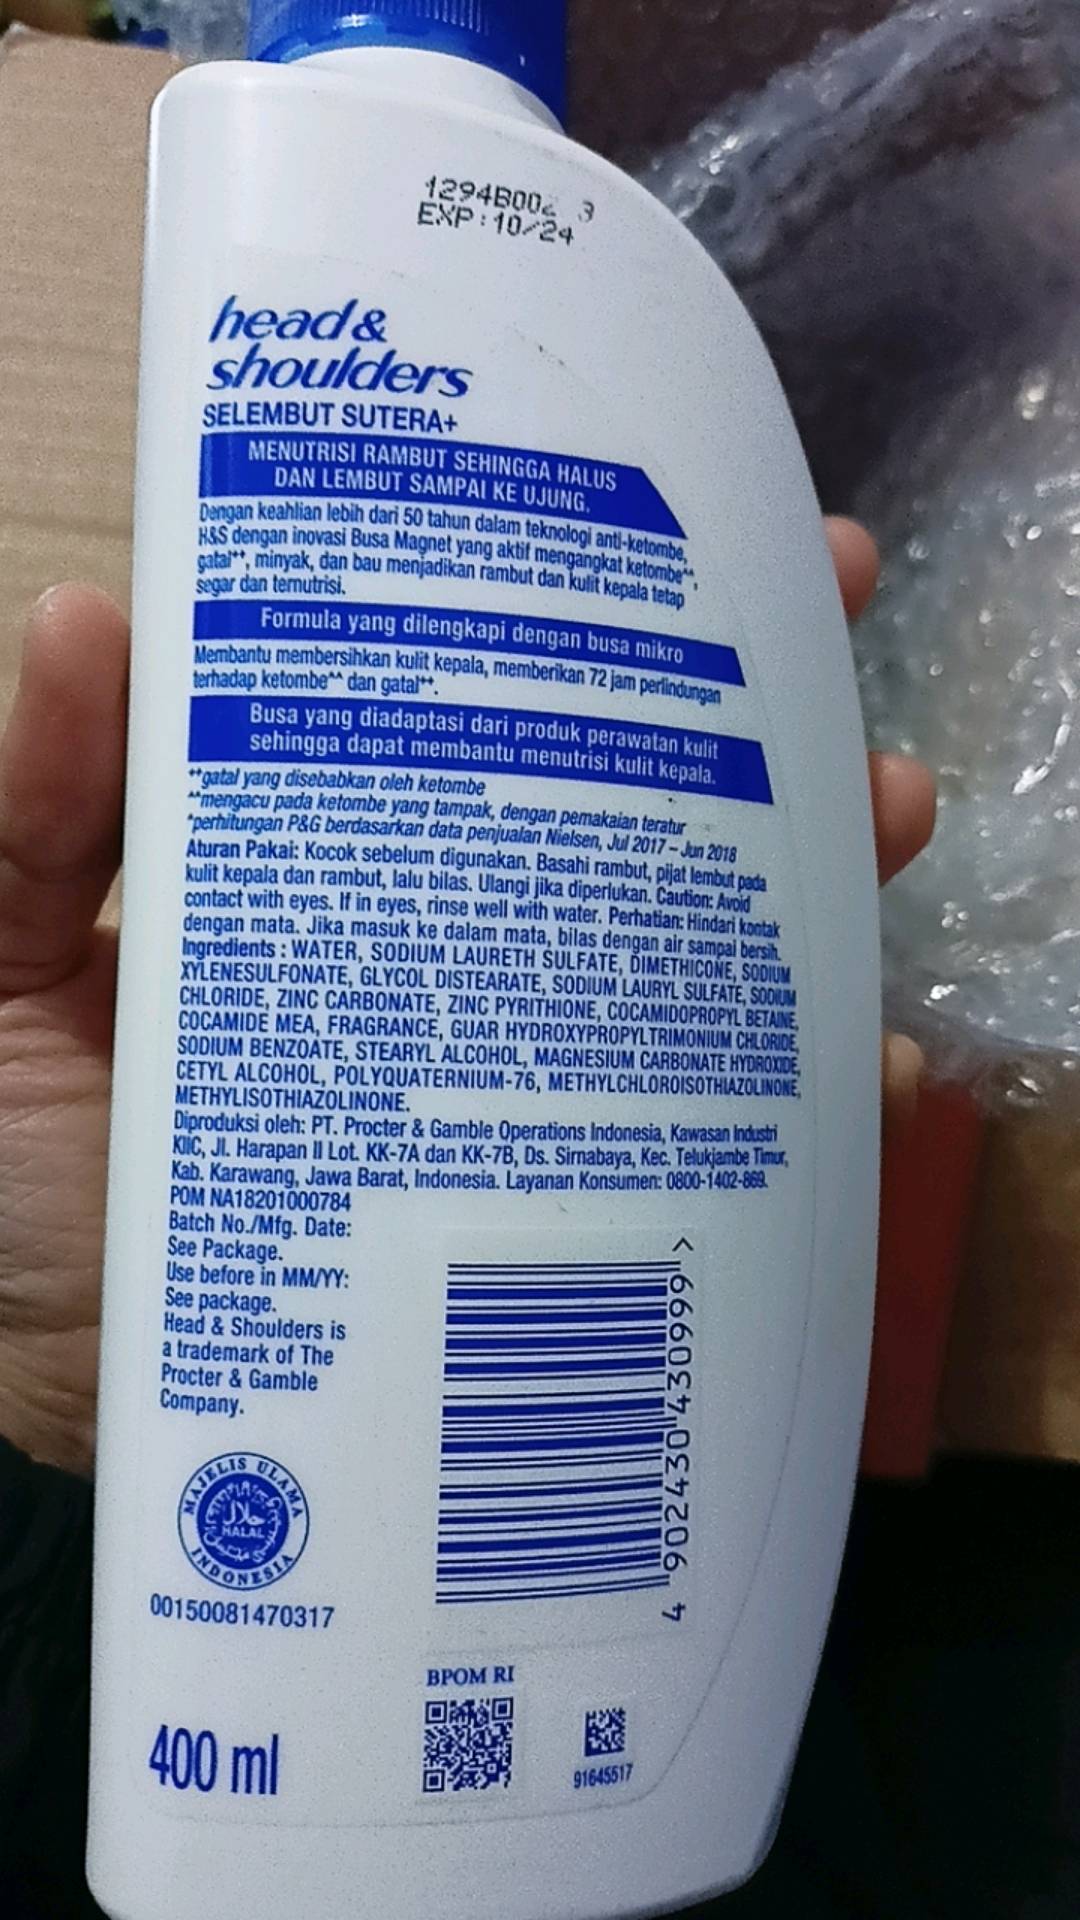 1294B002 3
EXP:10/24
head&
shoulders
SELEMBUT SUTERA+
MENUTRISI RAMBUT SEHINGGA HALUS
DAN LEMBUT SAMPAI KE UJUNG.
Dengan keahlian lebih dari 50 tahun dalam teknologi anti-ketombe,
H&S dengan inovasi Busa Magnet yang aktif mengangkat ketombe^^,
gatal**, minyak, dan bau menjadikan rambut dan kulit kepala tetap
segar dan ternutrisi.
Formula yang dilengkapi dengan busa mikro
Membantu membersihkan kulit kepala, memberikan 72 jam perlindungan
terhadap ketombe^^ dan gatal**.
Busa yang diadaptasi dari produk perawatan kulit
sehingga dapat membantu menutrisi kulit kepala.
**gatal yang disebabkan oleh ketombe
^^mengacu pada ketombe yang tampak, dengan pemakaian teratur
^perhitungan P&G berdasarkan data penjualan Nielsen, Jul 2017 – Jun 2018
Aturan Pakai: Kocok sebelum digunakan. Basahi rambut, pijat lembut pada
kulit kepala dan rambut, lalu bilas. Ulangi jika diperlukan. Caution: Avoid
contact with eyes. If in eyes, rinse well with water. Perhatian: Hindari kontak
dengan mata. Jika masuk ke dalam mata, bilas dengan air sampai bersih.
Ingredients : WATER, SODIUM LAURETH SULFATE, DIMETHICONE, SODIUM
XYLENESULFONATE, GLYCOL DISTEARATE, SODIUM LAURYL SULFATE, SODIUM
CHLORIDE, ZINC CARBONATE, ZINC PYRITHIONE, COCAMIDOPROPYL BETAINE,
COCAMIDE MEA, FRAGRANCE, GUAR HYDROXYPROPYLTRIMONIUM CHLORIDE,
SODIUM BENZOATE, STEARYL ALCOHOL, MAGNESIUM CARBONATE HYDROXIDE,
CETYL ALCOHOL, POLYQUATERNIUM-76, METHYLCHLOROISOTHIAZOLINONE,
METHYLISOTHIAZOLINONE.
Diproduksi oleh: PT. Procter & Gamble Operations Indonesia, Kawasan Industri
KIIC, Jl. Harapan II Lot. KK-7A dan KK-7B, Ds. Sirnabaya, Kec. Telukjambe Timur,
Kab. Karawang, Jawa Barat, Indonesia. Layanan Konsumen: 0800-1402-869.
POM NA18201000784
Batch No./Mfg. Date:
See Package.
Use before in MM/YY:
See package.
Head & Shoulders is
a trademark of The
Procter & Gamble
Company.
4 902430 430999 >
MAJELIS ULAMA
حلال
HALAL
INDONESIA
00150081470317
BPOM RI
400 ml
91645517